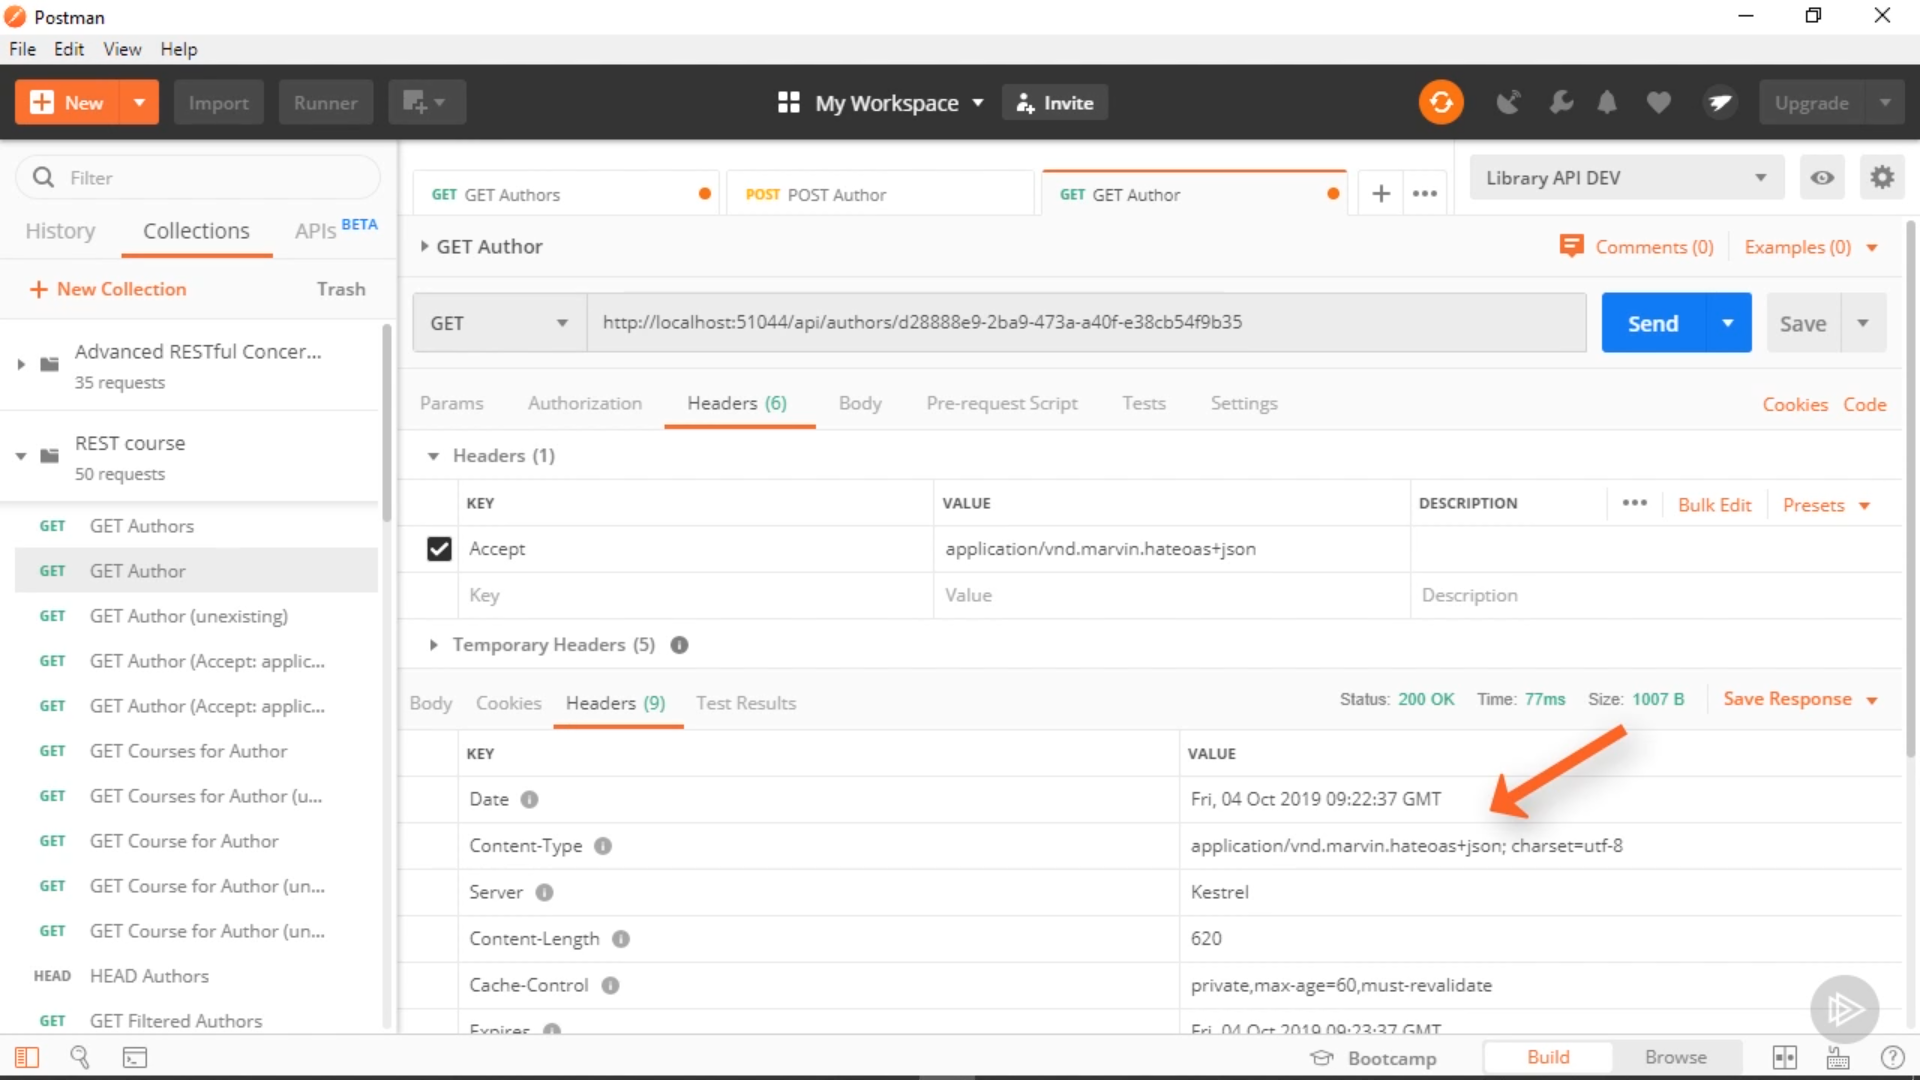 Postman
File Edit View Help
New Import Runner My Workspace Invite Upgrade
Filter
History Collections APIs BETA
New Collection Trash
Advanced RESTful Concer...
35 requests
REST course
50 requests
GET GET Authors
GET GET Author
GET GET Author (unexisting)
GET GET Author (Accept: applic...
GET GET Author (Accept: applic...
GET GET Courses for Author
GET GET Courses for Author (u...
GET GET Course for Author
GET GET Course for Author (un...
GET GET Course for Author (un...
HEAD HEAD Authors
GET GET Filtered Authors
GET GET Authors POST POST Author GET GET Author Library API DEV
GET Author Comments (0) Examples (0)
GET http://localhost:51044/api/authors/d28888e9-2ba9-473a-a40f-e38cb54f9b35 Send Save
Params Authorization Headers (6) Body Pre-request Script Tests Settings Cookies Code
Headers (1)
KEY VALUE DESCRIPTION Bulk Edit Presets
Accept application/vnd.marvin.hateoas+json
Key Value Description
Temporary Headers (5)
Body Cookies Headers (9) Test Results Status: 200 OK Time: 77ms Size: 1007 B Save Response
KEY VALUE
Date Fri, 04 Oct 2019 09:22:37 GMT
Content-Type application/vnd.marvin.hateoas+json; charset=utf-8
Server Kestrel
Content-Length 620
Cache-Control private,max-age=60,must-revalidate
Expires Fri, 04 Oct 2019 09:23:37 GMT
Bootcamp Build Browse